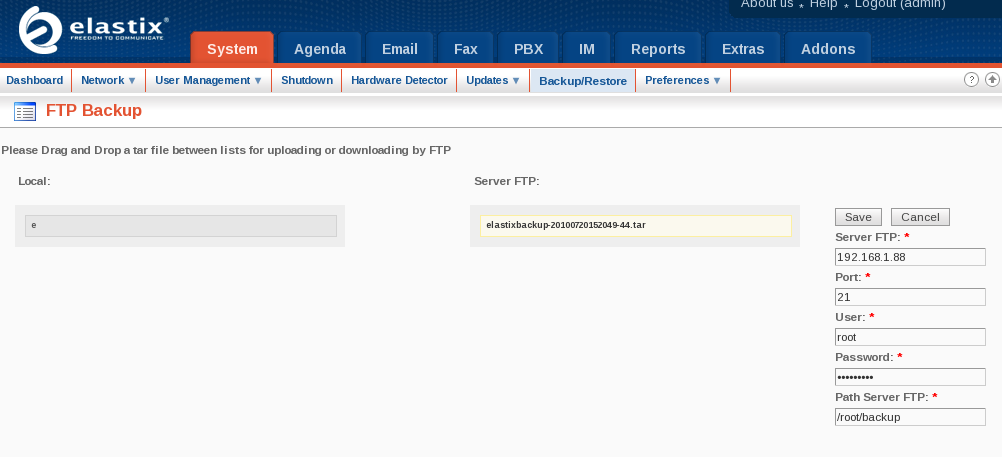 About us * Help * Logout (admin)
elastix®
FREEDOM TO COMMUNICATE
System Agenda Email Fax PBX IM Reports Extras Addons
Dashboard Network ▼ User Management ▼ Shutdown Hardware Detector Updates ▼ Backup/Restore Preferences ▼ ?
FTP Backup
Please Drag and Drop a tar file between lists for uploading or downloading by FTP
Local: Server FTP:
e
elastixbackup-20100720152049-44.tar
Save Cancel
Server FTP: *
192.168.1.88
Port: *
21
User: *
root
Password: *
•••••••••
Path Server FTP: *
/root/backup